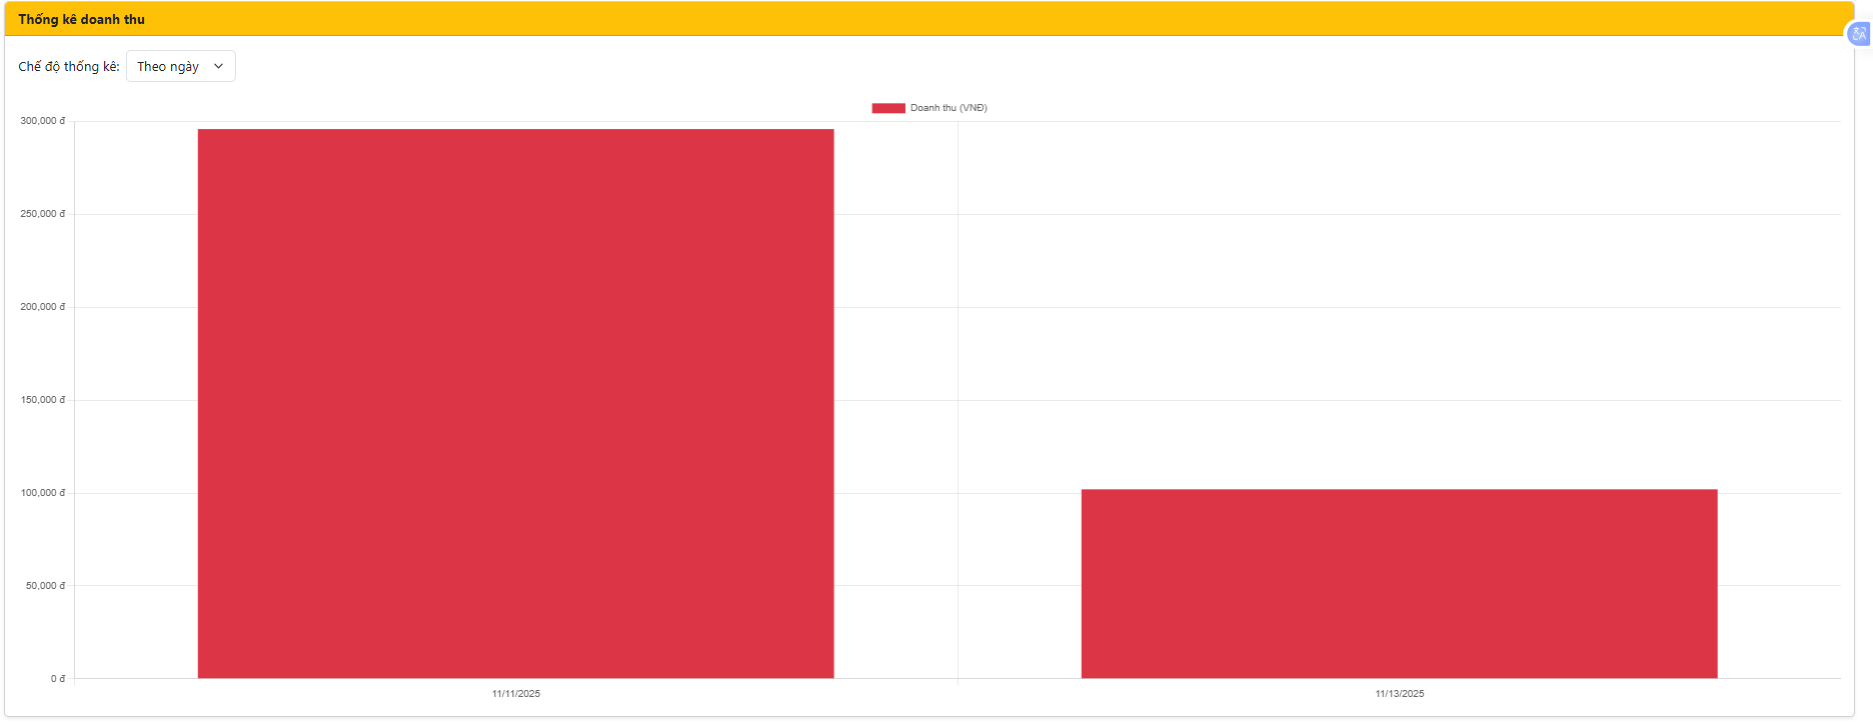 Thống kê doanh thu
Chế độ thống kê: Theo ngày
Doanh thu (VNĐ)
300,000 đ
250,000 đ
200,000 đ
150,000 đ
100,000 đ
50,000 đ
0 đ
11/11/2025 11/13/2025